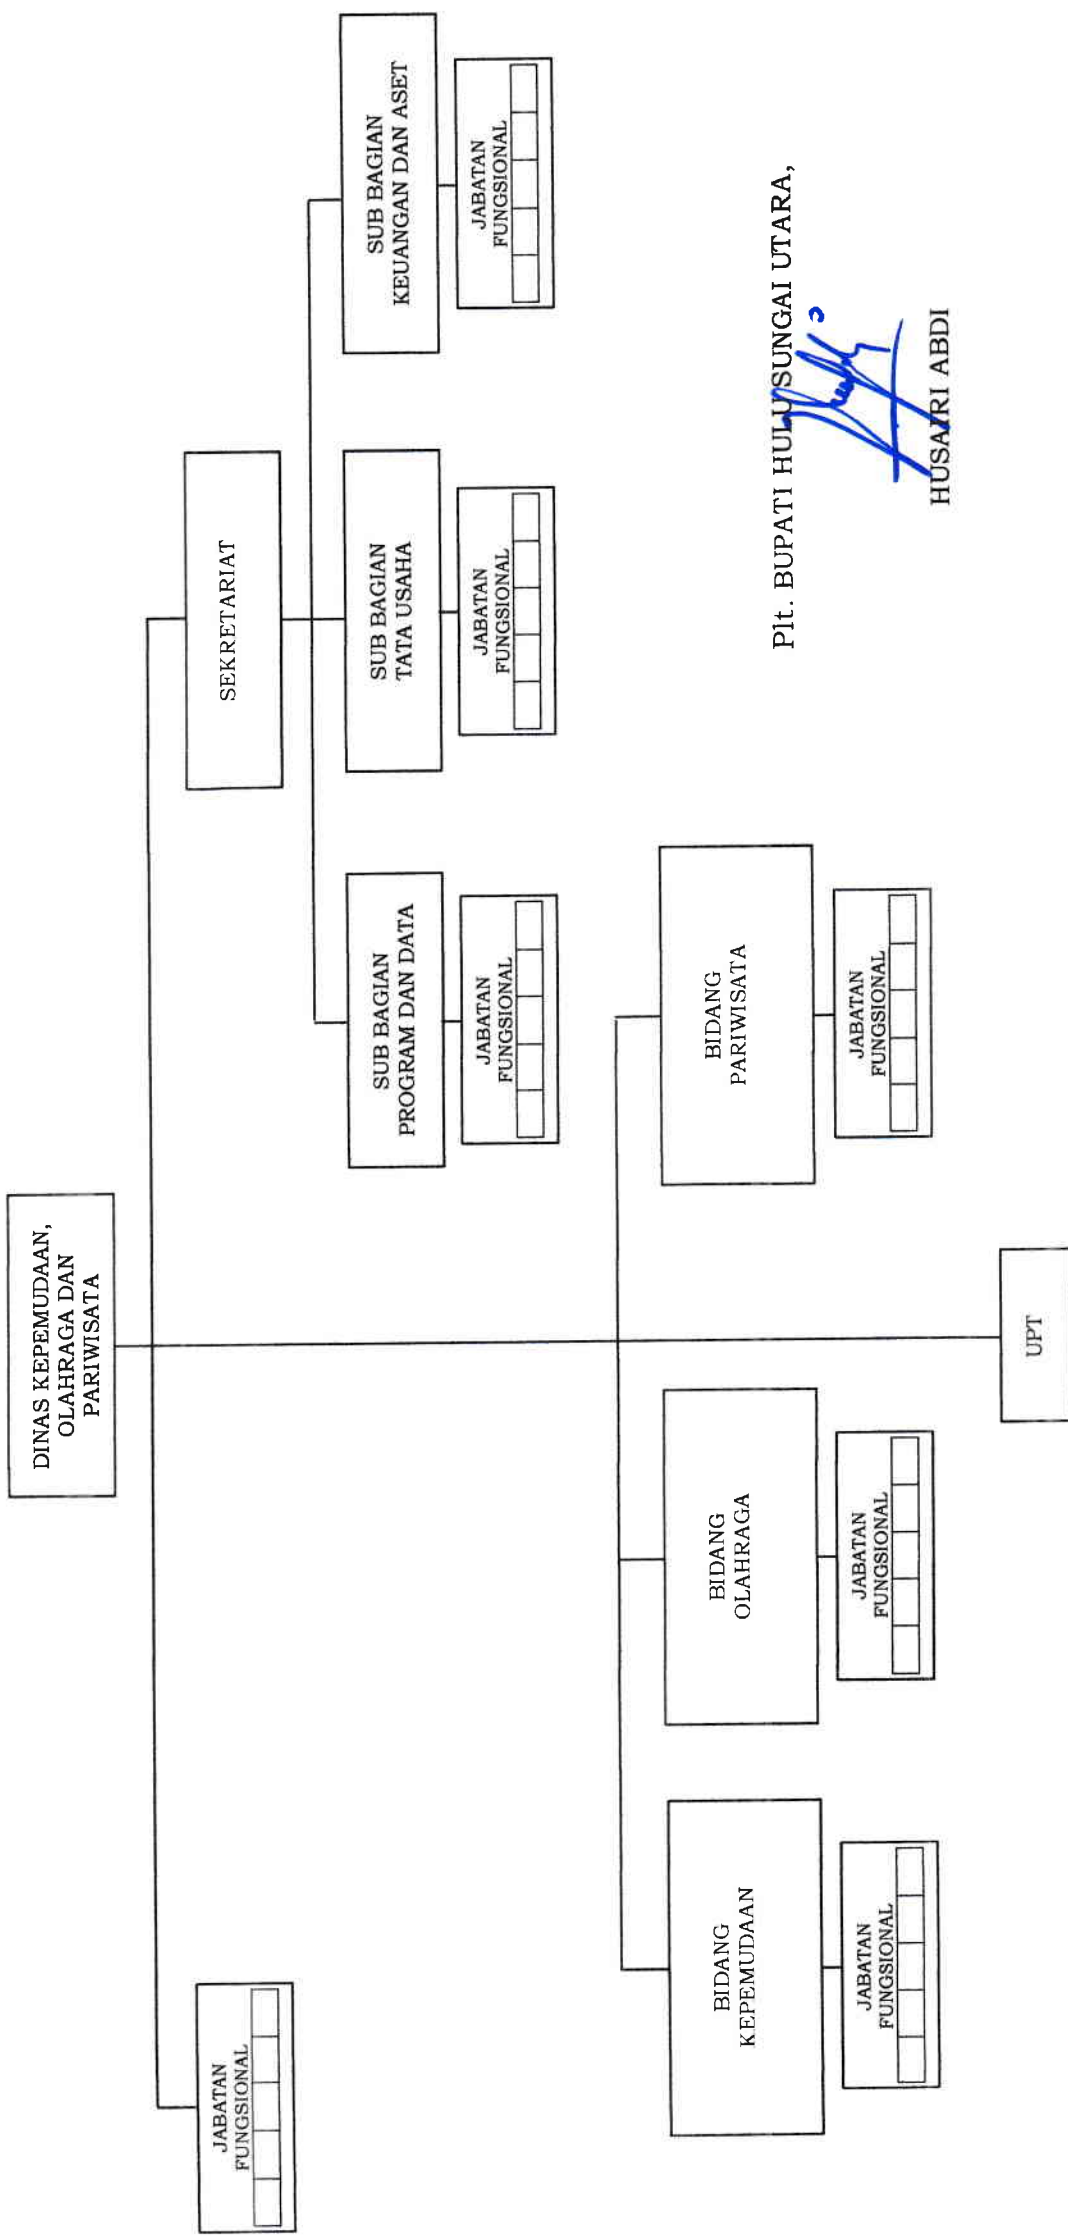 DINAS KEPEMUDAAN,
OLAHRAGA DAN
PARIWISATA
JABATAN
FUNGSIONAL
SEKRETARIAT
SUB BAGIAN
PROGRAM DAN DATA
JABATAN
FUNGSIONAL
SUB BAGIAN
TATA USAHA
JABATAN
FUNGSIONAL
SUB BAGIAN
KEUANGAN DAN ASET
JABATAN
FUNGSIONAL
BIDANG
KEPEMUDAAN
JABATAN
FUNGSIONAL
BIDANG
OLAHRAGA
JABATAN
FUNGSIONAL
BIDANG
PARIWISATA
JABATAN
FUNGSIONAL
UPT
Plt. BUPATI HULU SUNGAI UTARA,
HUSAIRI ABDI